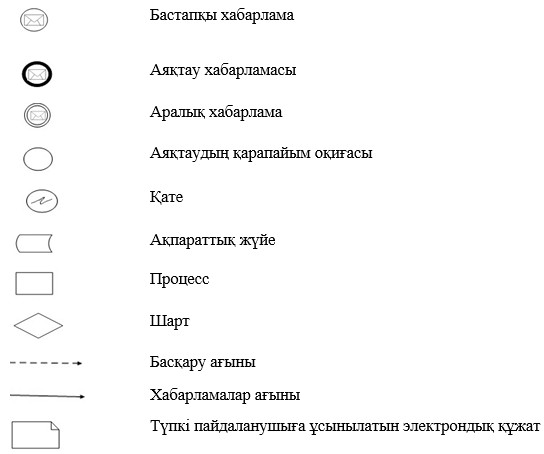 Бастапқы хабарлама
Аяқтау хабарламасы
Аралық хабарлама
Аяқтаудың қарапайым оқиғасы
Қате
Ақпараттық жүйе
Процесс
Шарт
Басқару ағыны
Хабарламалар ағыны
Түпкі пайдаланушыға ұсынылатын электрондық құжат